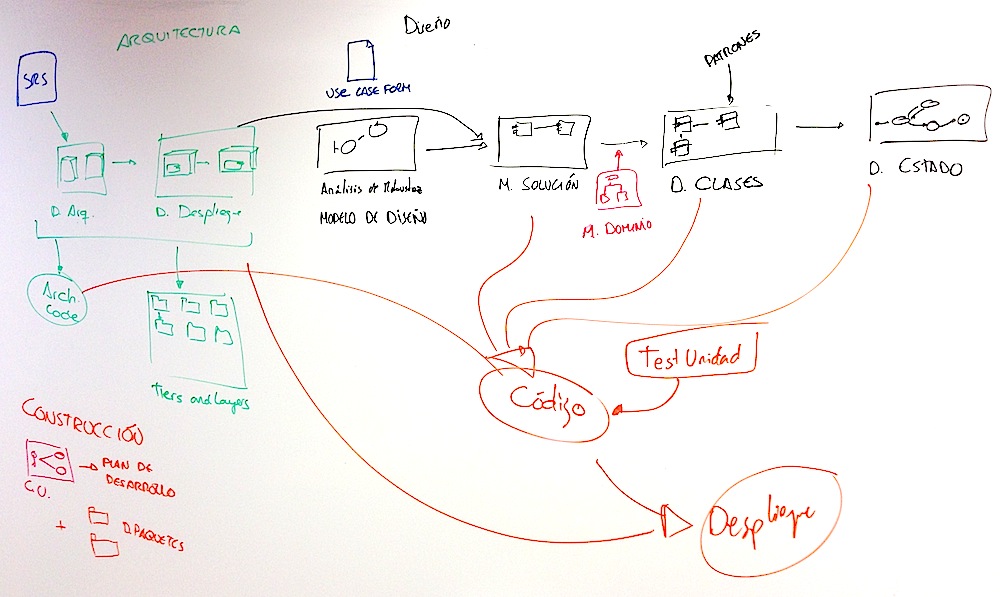 ARQUITECTURA
Diseño
PATRONES
SRS
USE CASE FORM
D. Arq.
D. Despliegue
Análisis de Robustez
MODELO DE DISEÑO
M. SOLUCIÓN
M. DOMINIO
D. CLASES
D. ESTADO
Arch.
Code
Tiers and Layers
Test Unidad
Código
Despliegue
CONSTRUCCIÓN
C.U.
PLAN DE
DESARROLLO
+
D. PAQUETES